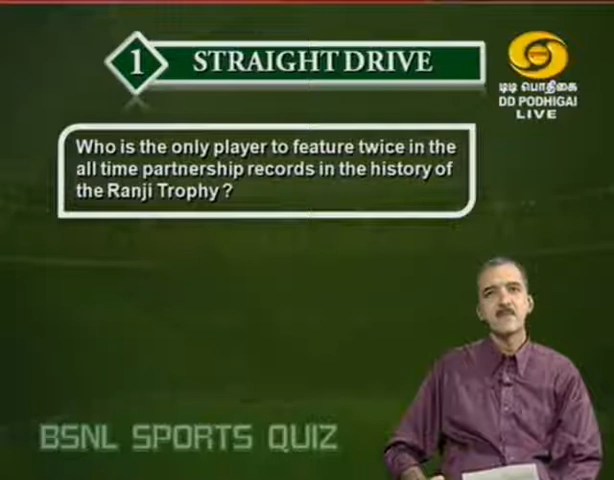 1 STRAIGHT DRIVE
டிடி பொதிகை
DD PODHIGAI
LIVE
Who is the only player to feature twice in the
all time partnership records in the history of
the Ranji Trophy ?
BSNL SPORTS QUIZ